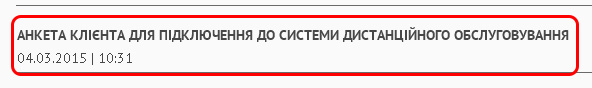 АНКЕТА КЛІЄНТА ДЛЯ ПІДКЛЮЧЕННЯ ДО СИСТЕМИ ДИСТАНЦІЙНОГО ОБСЛУГОВУВАННЯ
04.03.2015 | 10:31